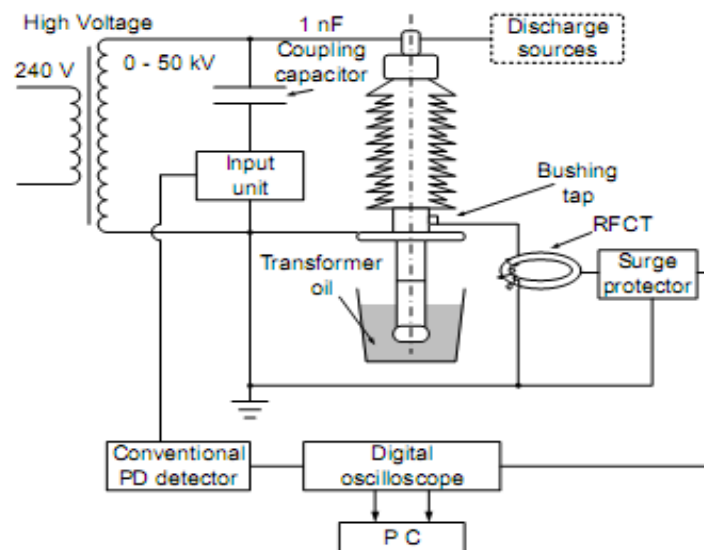 High Voltage
240 V
0 - 50 kV
1 nF
Coupling
capacitor
Discharge
sources
Input
unit
Bushing
tap
RFCT
Surge
protector
Transformer
oil
Conventional
PD detector
Digital
oscilloscope
P C